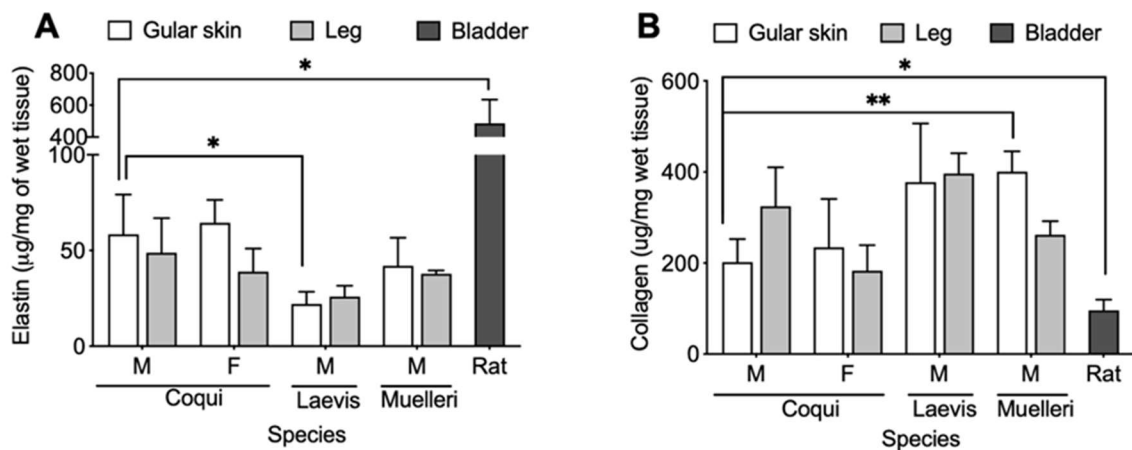 A
Gular skin Leg Bladder
Elastin (μg/mg of wet tissue)
800
600
400
100
50
0
*
*
M F M M Rat
Coqui Laevis Muelleri
Species
B
Gular skin Leg Bladder
Collagen (ug/mg wet tissue)
600
400
200
0
*
**
M F M M Rat
Coqui Laevis Muelleri
Species